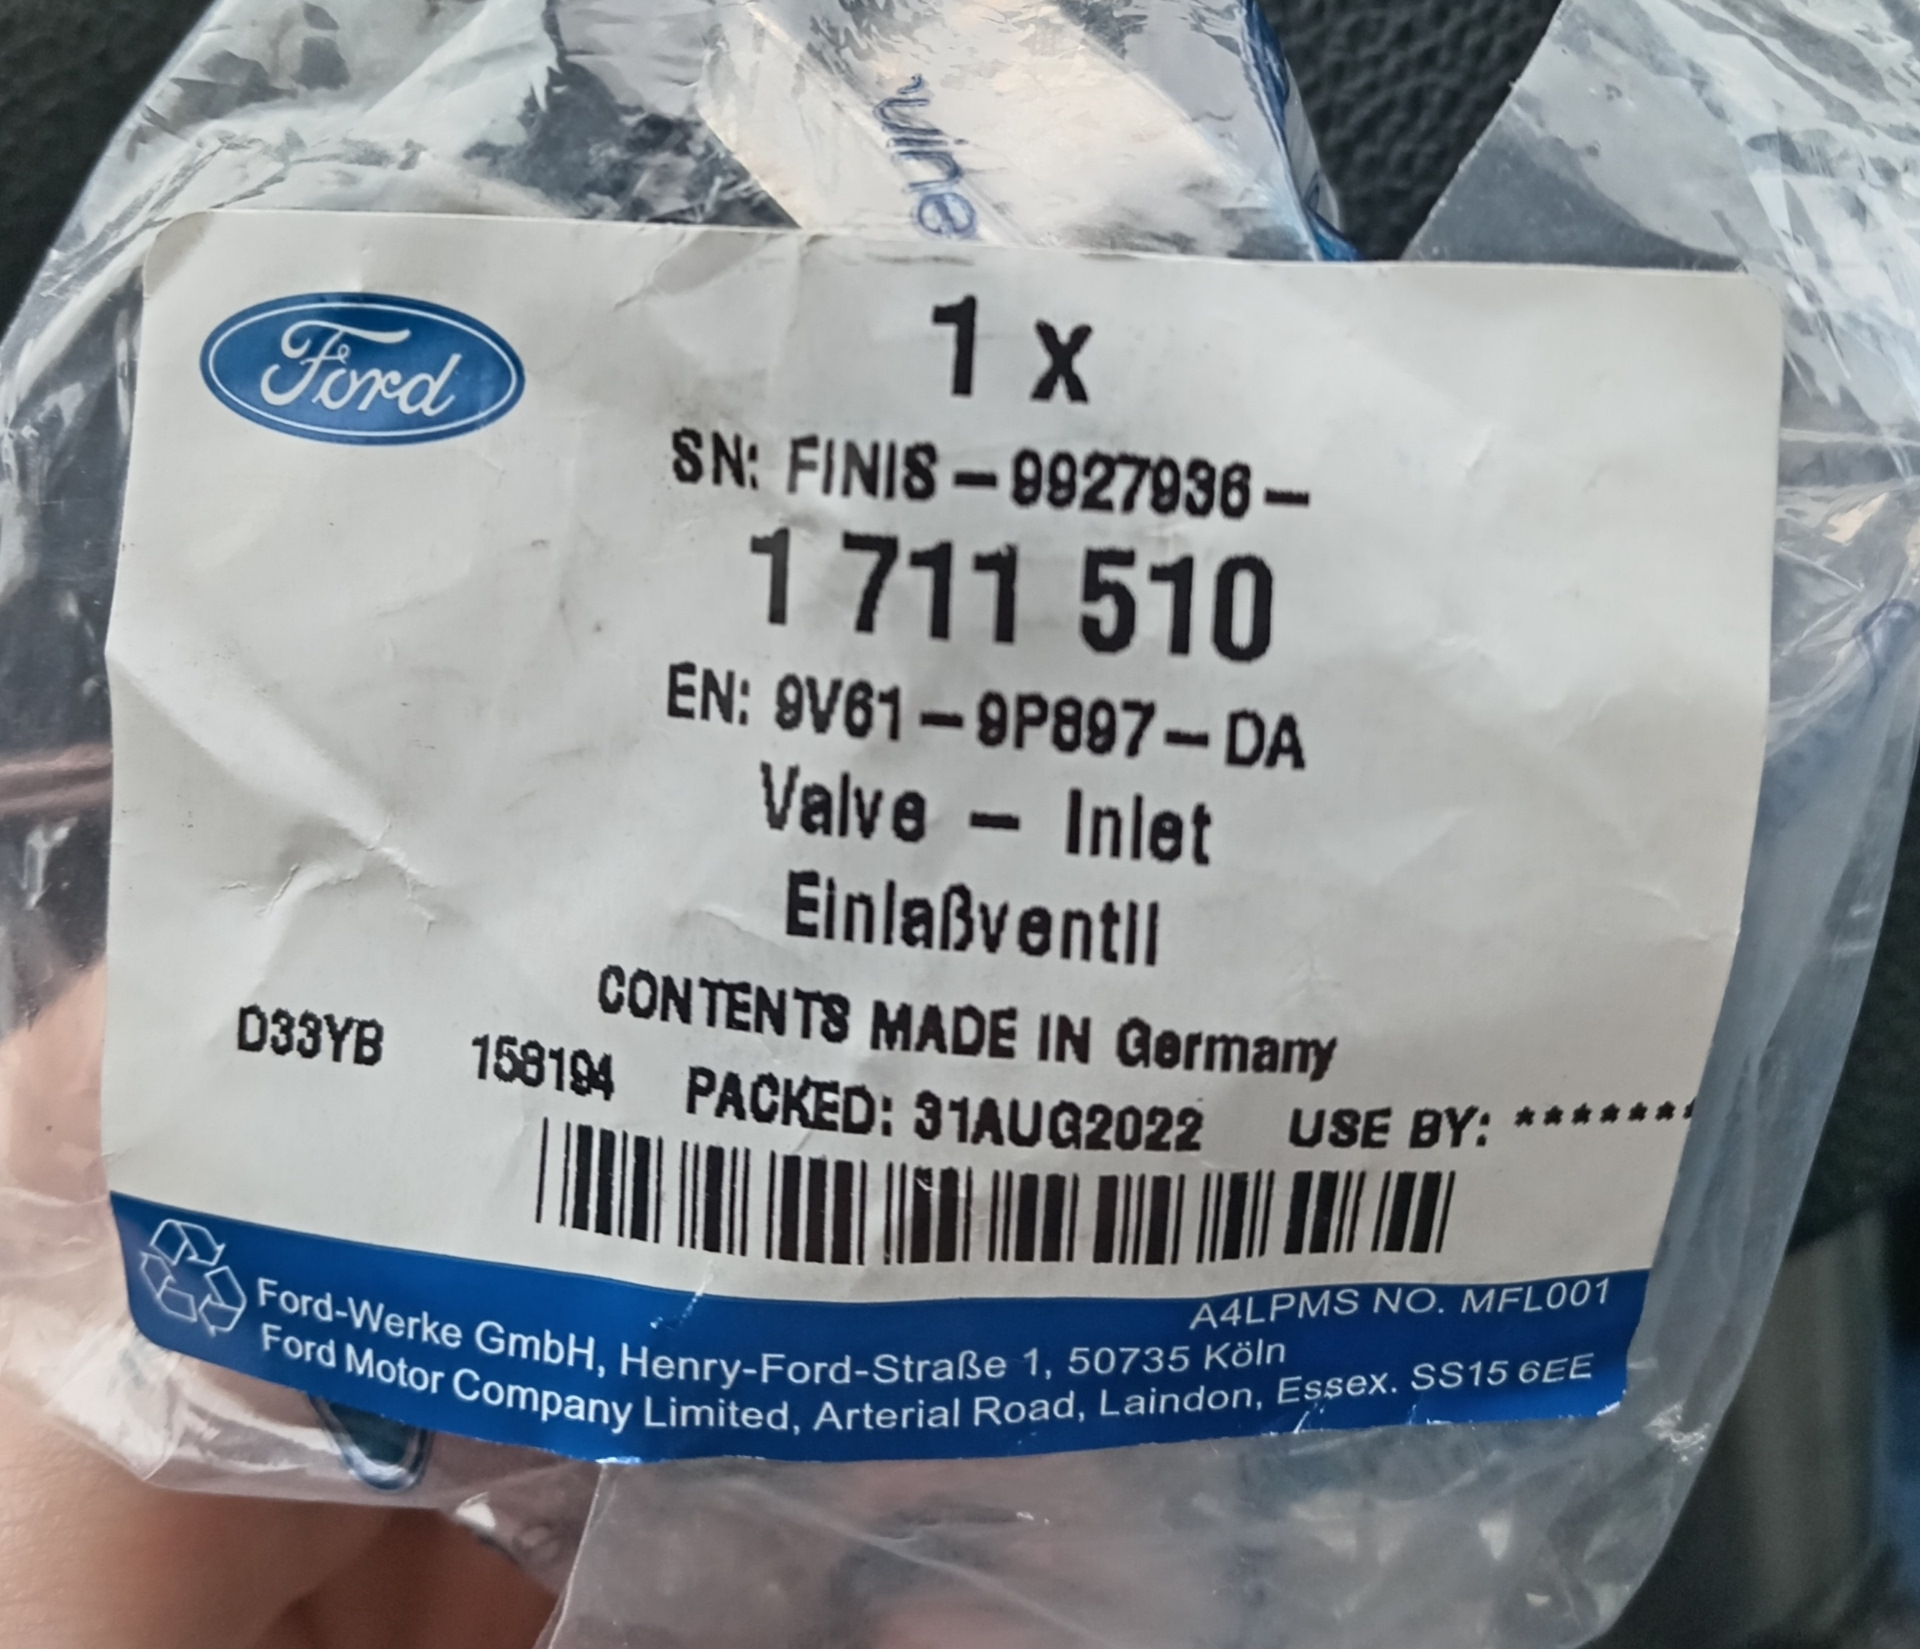 Ford
1 x
SN: FINIS – 9927936 –
1 711 510
EN: 9V61 – 9P897 – DA
Valve – Inlet
Einlaßventil
CONTENTS MADE IN Germany
D33YB 158194 PACKED: 31AUG2022 USE BY: *******
A4LPMS NO. MFL001
Ford-Werke GmbH, Henry-Ford-Straße 1, 50735 Köln
Ford Motor Company Limited, Arterial Road, Laindon, Essex. SS15 6EE